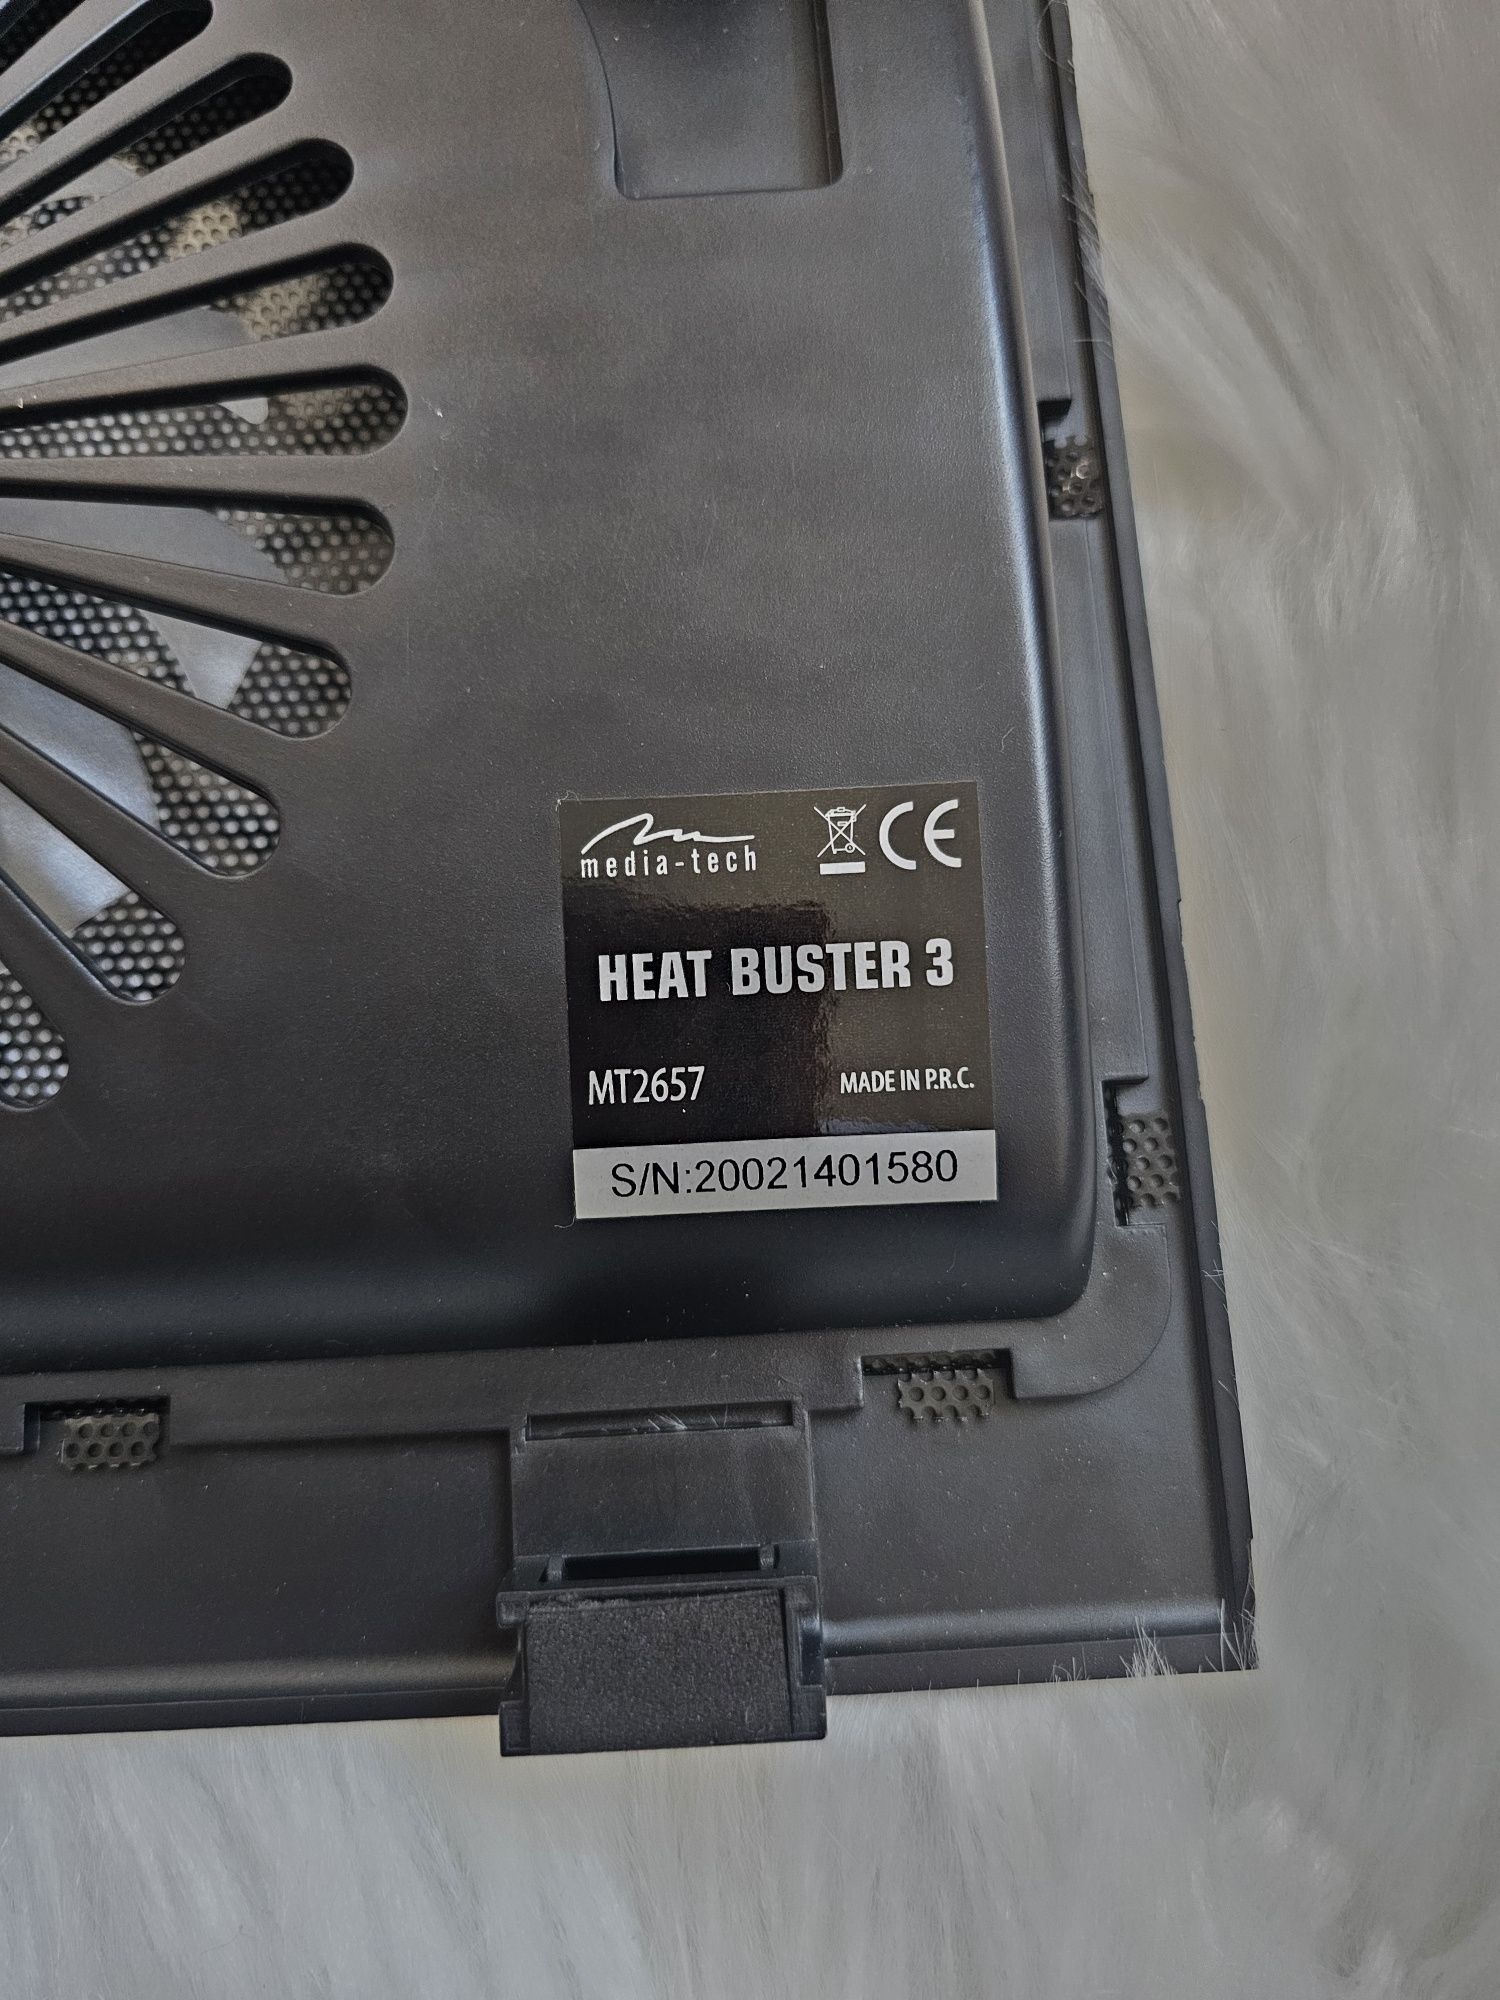 media-tech
CE
HEAT BUSTER 3
MT2657
MADE IN P.R.C.
S/N:20021401580